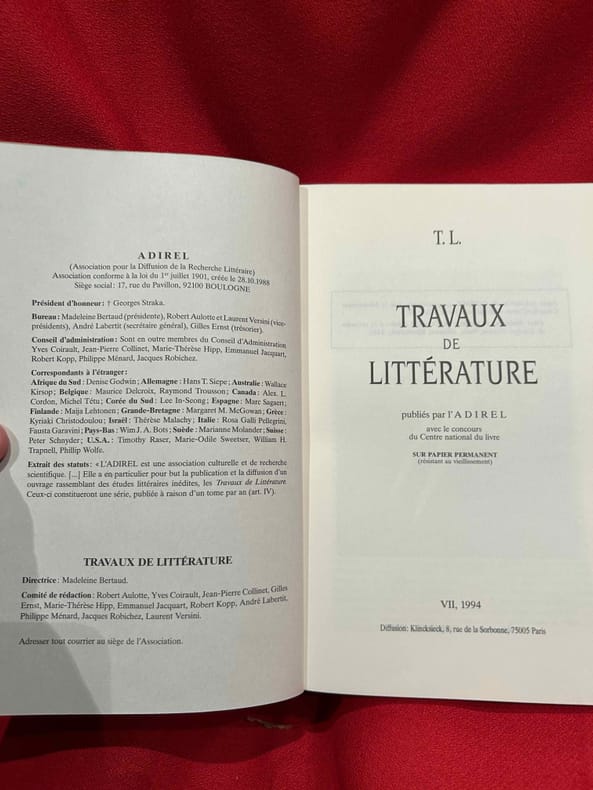 ADIREL
(Association pour la Diffusion de la Recherche Littéraire)
Association conforme à la loi du 1er juillet 1901, créée le 28.10.1988
Siège social : 17, rue du Pavillon, 92100 BOULOGNE
Président d'honneur : † Georges Straka.
Bureau : Madeleine Bertaud (présidente), Robert Aulotte et Laurent Versini (vice-
présidents), André Labertit (secrétaire général), Gilles Ernst (trésorier).
Conseil d'administration : Sont en outre membres du Conseil d'Administration
Yves Coirault, Jean-Pierre Collinet, Marie-Thérèse Hipp, Emmanuel Jacquart,
Robert Kopp, Philippe Ménard, Jacques Robichez.
Correspondants à l'étranger :
Afrique du Sud : Denise Godwin ; Allemagne : Hans T. Siepe ; Australie : Wallace
Kirsop ; Belgique : Maurice Delcroix, Raymond Trousson ; Canada : Alex. L.
Cordon, Michel Tétu ; Corée du Sud : Lee In-Seong ; Espagne : Marc Sagaert ;
Finlande : Maija Lehtonen ; Grande-Bretagne : Margaret M. McGowan ; Grèce :
Kyriaki Christodoulou ; Israël : Thérèse Malachy ; Italie : Rosa Galli Pellegrini,
Fausta Garavini ; Pays-Bas : Wim J. A. Bots ; Suède : Marianne Molander ; Suisse :
Peter Schnyder ; U.S.A. : Timothy Raser, Marie-Odile Sweetser, William H.
Trapnell, Phillip Wolfe.
Extrait des statuts : « L'ADIREL est une association culturelle et de recherche
scientifique. [...] Elle a en particulier pour but la publication et la diffusion d'un
ouvrage rassemblant des études littéraires inédites, les Travaux de Littérature.
Ceux-ci constitueront une série, publiée à raison d'un tome par an (art. IV).
TRAVAUX DE LITTÉRATURE
Directrice : Madeleine Bertaud.
Comité de rédaction : Robert Aulotte, Yves Coirault, Jean-Pierre Collinet, Gilles
Ernst, Marie-Thérèse Hipp, Emmanuel Jacquart, Robert Kopp, André Labertit,
Philippe Ménard, Jacques Robichez, Laurent Versini.
Adresser tout courrier au siège de l'Association.
T. L.
TRAVAUX
DE
LITTÉRATURE
publiés par l'ADIREL
avec le concours
du Centre national du livre
SUR PAPIER PERMANENT
(résistant au vieillissement)
VII, 1994
Diffusion: Klincksieck, 8, rue de la Sorbonne, 75005 Paris